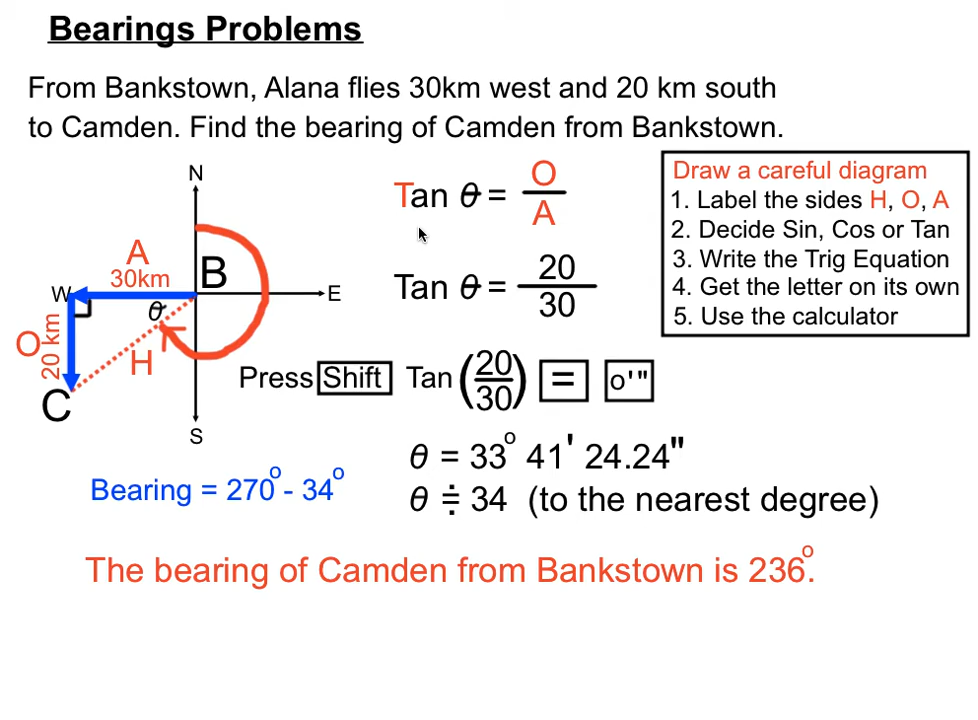 Bearings Problems
From Bankstown, Alana flies 30km west and 20 km south
to Camden. Find the bearing of Camden from Bankstown.
N
A
30km
B
W
E
θ
O
20 km
H
C
S
Tan θ = O/A
Tan θ = 20/30
Draw a careful diagram
1. Label the sides H, O, A
2. Decide Sin, Cos or Tan
3. Write the Trig Equation
4. Get the letter on its own
5. Use the calculator
Press Shift Tan (20/30) = o ' "
θ = 33° 41' 24.24"
θ ≑ 34 (to the nearest degree)
Bearing = 270° - 34°
The bearing of Camden from Bankstown is 236°.